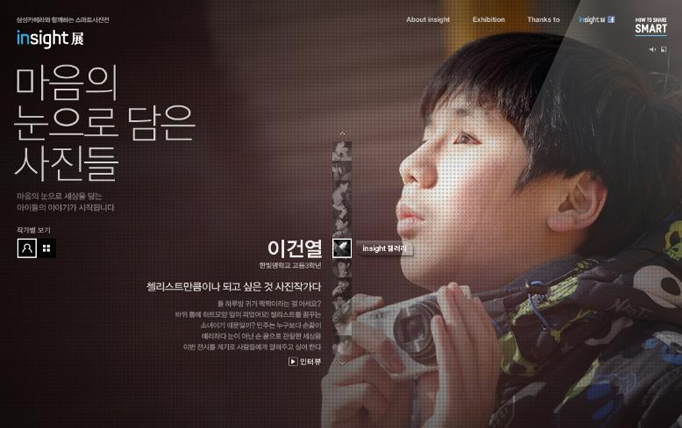 삼성카메라와 함께하는 스마트사진전
insight 展
About insight
Exhibition
Thanks to
insight 展 f
HOW TO SHARE
SMART
마음의
눈으로 담은
사진들
마음의 눈으로 세상을 담는
아이들의 이야기가 시작됩니다
작가별 보기
이건열
insight 갤러리
한빛맹학교 고등3학년
첼리스트만큼이나 되고 싶은 것 사진작가다
돌 하루방 귀가 짝짝이라는 걸 아세요?
바위 틈에 하트모양 잎이 피었어요! 첼리스트를 꿈꾸는
소녀이기 때문일까? 민주는 누구보다 손끝이
예리하다 눈이 아닌 손 끝으로 관찰한 세상을
이번 전시를 계기로 사람들에게 알려주고 싶어 한다
인터뷰